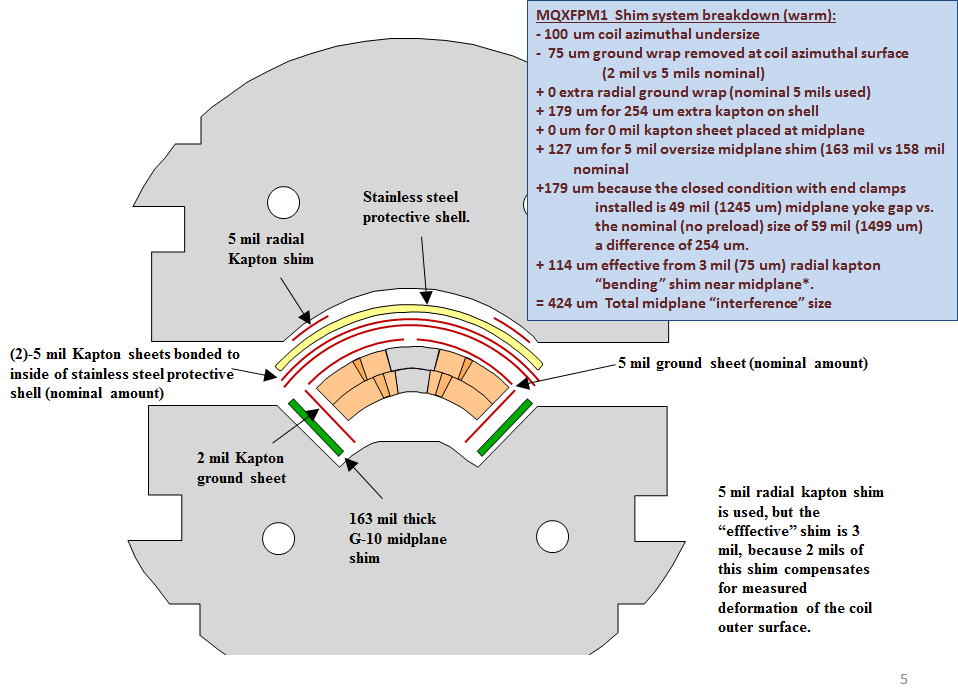 MQXFPM1  Shim system breakdown (warm):
- 100 um coil azimuthal undersize
-  75 um ground wrap removed at coil azimuthal surface
(2 mil vs 5 mils nominal)
+ 0 extra radial ground wrap (nominal 5 mils used)
+ 179 um for 254 um extra kapton on shell
+ 0 um for 0 mil kapton sheet placed at midplane
+ 127 um for 5 mil oversize midplane shim (163 mil vs 158 mil
nominal
+179 um because the closed condition with end clamps
installed is 49 mil (1245 um) midplane yoke gap vs.
the nominal (no preload) size of 59 mil (1499 um)
a difference of 254 um.
+ 114 um effective from 3 mil (75 um) radial kapton
“bending” shim near midplane*.
= 424 um  Total midplane “interference” size
Stainless steel
protective shell.
5 mil radial
Kapton shim
(2)-5 mil Kapton sheets bonded to
inside of stainless steel protective
shell (nominal amount)
5 mil ground sheet (nominal amount)
2 mil Kapton
ground sheet
163 mil thick
G-10 midplane
shim
5 mil radial kapton shim
is used, but the
“efffective” shim is 3
mil, because 2 mils of
this shim compensates
for measured
deformation of the coil
outer surface.
5